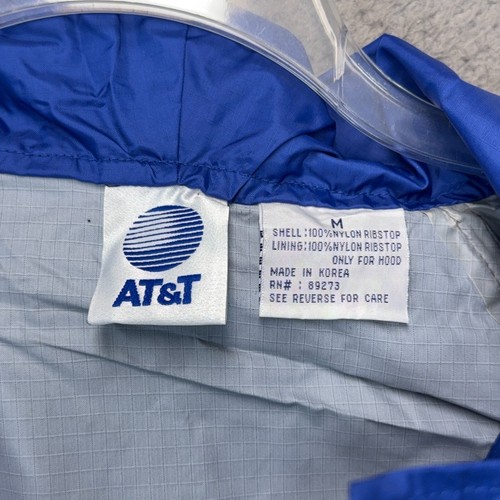 AT&T
M
SHELL:100%NYLON RIBSTOP
LINING:100%NYLON RIBSTOP
ONLY FOR HOOD
MADE IN KOREA
RN# : 89273
SEE REVERSE FOR CARE